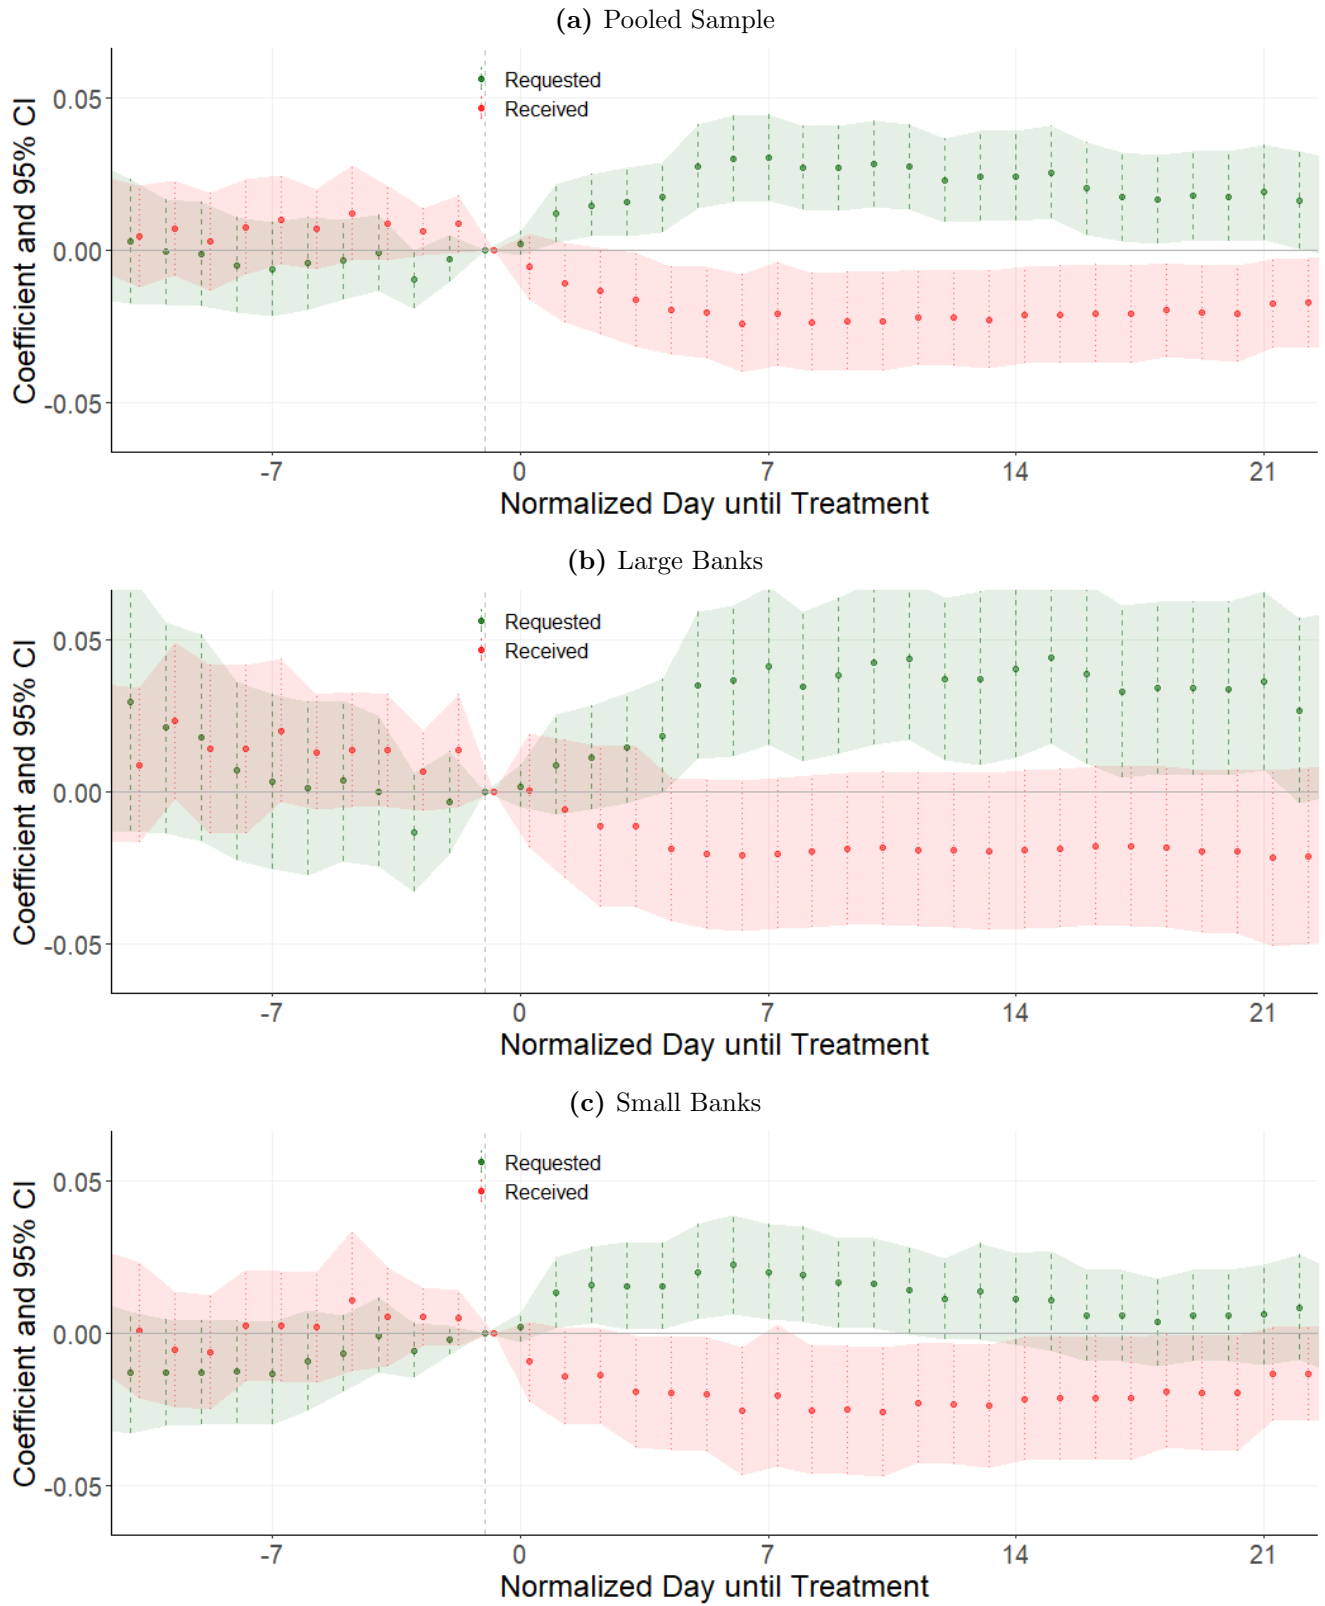 (a) Pooled Sample
Requested
Received
0.05
0.00
-0.05
Coefficient and 95% CI
-7 0 7 14 21
Normalized Day until Treatment
(b) Large Banks
Requested
Received
0.05
0.00
-0.05
Coefficient and 95% CI
-7 0 7 14 21
Normalized Day until Treatment
(c) Small Banks
Requested
Received
0.05
0.00
-0.05
Coefficient and 95% CI
-7 0 7 14 21
Normalized Day until Treatment